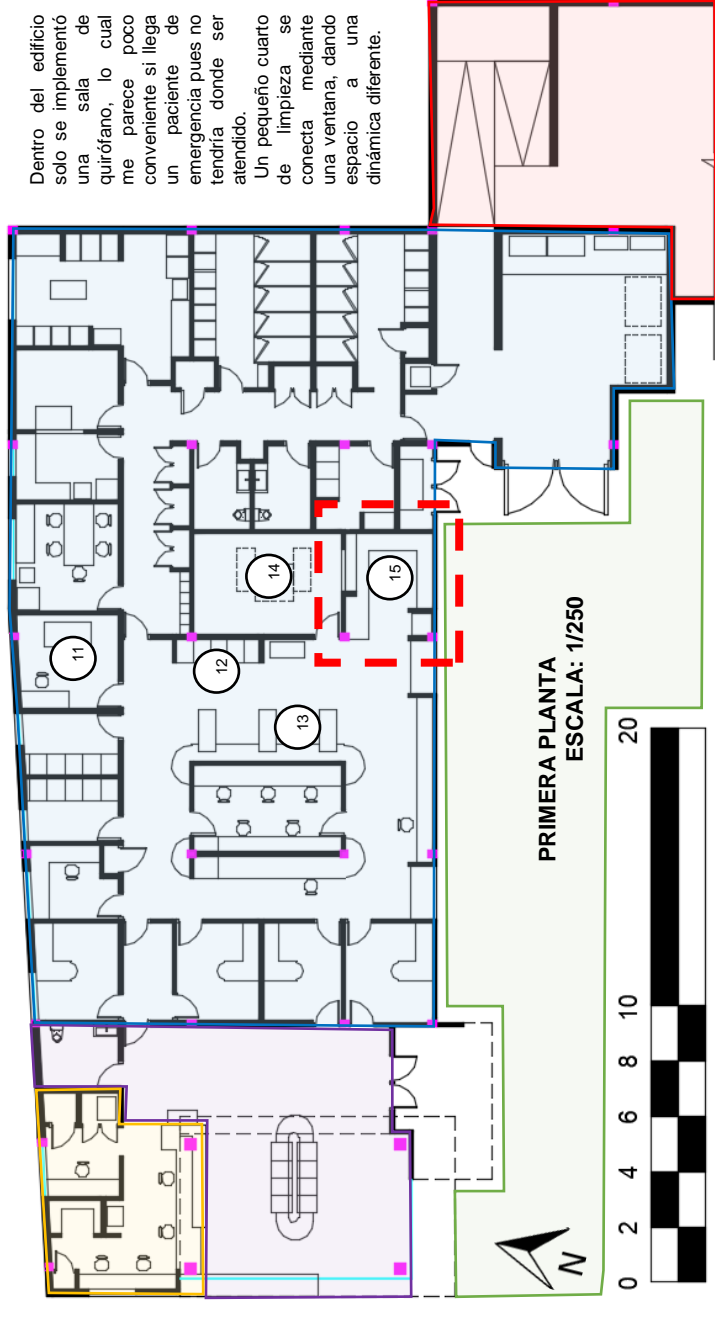 Dentro del edificio
solo se implementó
una sala de
quirófano, lo cual
me parece poco
conveniente si llega
un paciente de
emergencia pues no
tendría donde ser
atendido.
Un pequeño cuarto
de limpieza se
conecta mediante
una ventana, dando
espacio a una
dinámica diferente.
11
12
13
14
15
PRIMERA PLANTA
ESCALA: 1/250
N
0 2 4 6 8 10 20